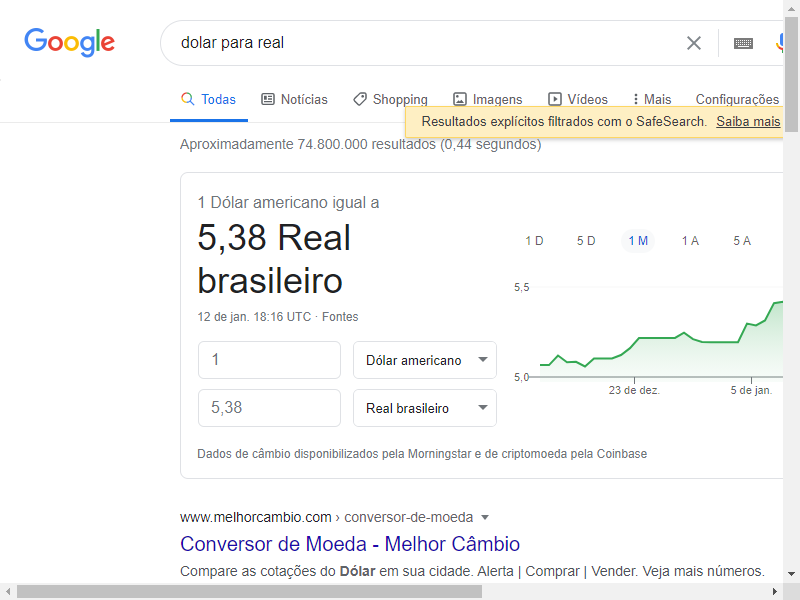 Google
dolar para real
Todas Notícias Shopping Imagens Vídeos Mais Configurações
Resultados explícitos filtrados com o SafeSearch. Saiba mais
Aproximadamente 74.800.000 resultados (0,44 segundos)
1 Dólar americano igual a
5,38 Real
brasileiro
12 de jan. 18:16 UTC · Fontes
1 D 5 D 1 M 1 A 5 A
5,5
5,0
23 de dez. 5 de jan.
1 Dólar americano
5,38 Real brasileiro
Dados de câmbio disponibilizados pela Morningstar e de criptomoeda pela Coinbase
www.melhorcambio.com › conversor-de-moeda
Conversor de Moeda - Melhor Câmbio
Compare as cotações do Dólar em sua cidade. Alerta | Comprar | Vender. Veja mais números.